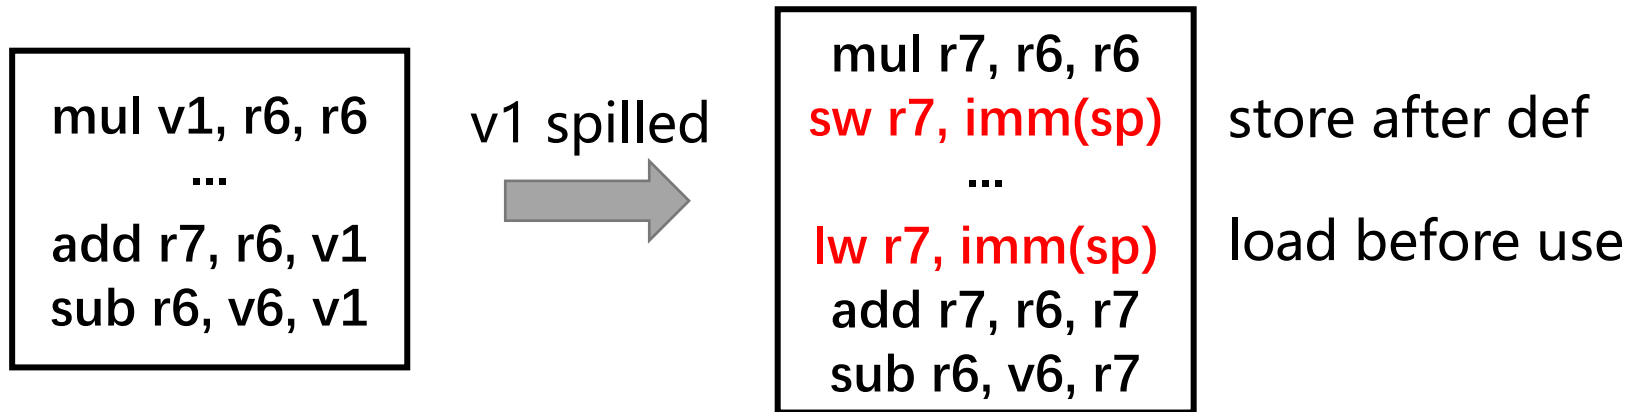 mul v1, r6, r6
...
add r7, r6, v1
sub r6, v6, v1
v1 spilled
mul r7, r6, r6
sw r7, imm(sp)
...
lw r7, imm(sp)
add r7, r6, r7
sub r6, v6, r7
store after def
load before use